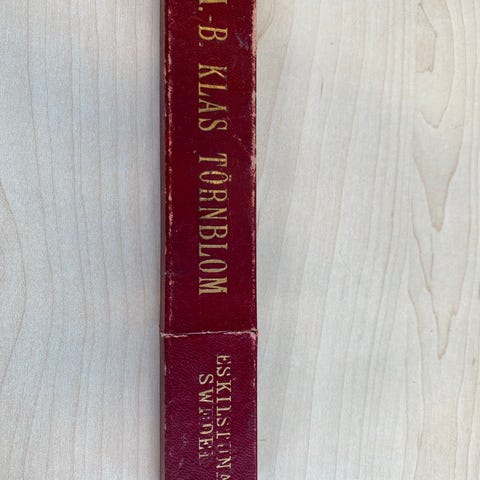 A.-B. KLAS TÖRNBLOM
ESKILSTUNA
SWEDEN